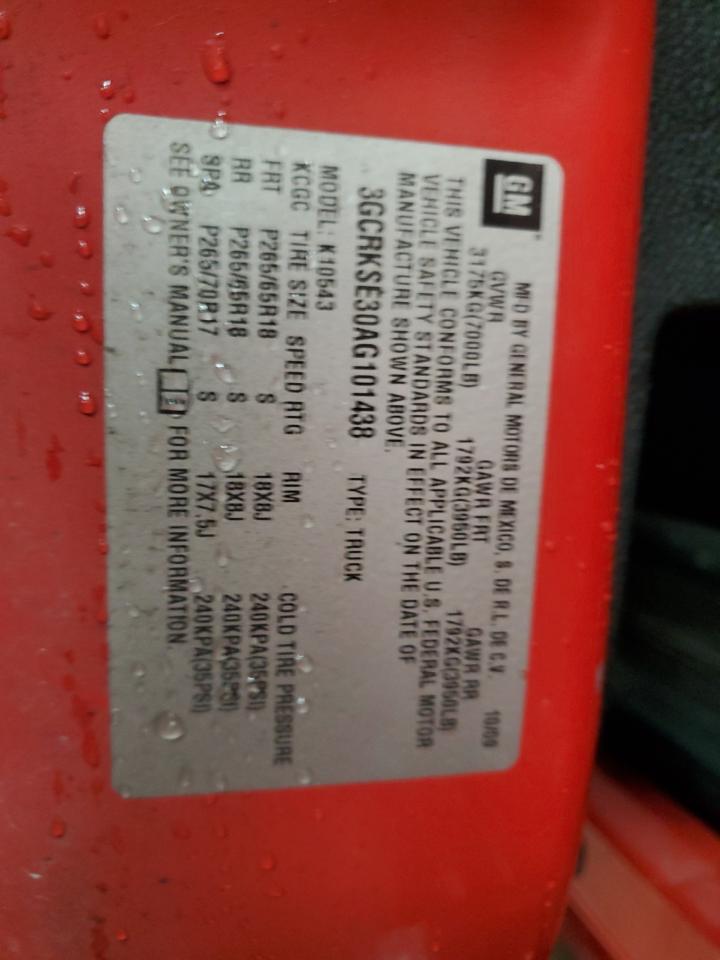 GM
MFD BY GENERAL MOTORS DE MEXICO, S. DE R.L. DE C.V. 10/09
GVWR GAWR FRT GAWR RR
3175KG(7000LB) 1792KG(3950LB) 1792KG(3950LB)
THIS VEHICLE CONFORMS TO ALL APPLICABLE U.S. FEDERAL MOTOR
VEHICLE SAFETY STANDARDS IN EFFECT ON THE DATE OF
MANUFACTURE SHOWN ABOVE.
3GCRKSE30AG101438 TYPE: TRUCK
MODEL: K10543
KCGC TIRE SIZE SPEED RTG RIM COLD TIRE PRESSURE
FRT P265/65R18 S 18X8J 240KPA(35PSI)
RR P265/65R18 S 18X8J 240KPA(35PSI)
SPA P265/70R17 S 17X7.5J 240KPA(35PSI)
SEE OWNER'S MANUAL FOR MORE INFORMATION.